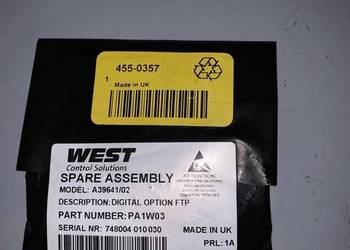 455-0357
1
Made in UK
WEST
Control Solutions
SPARE ASSEMBLY
MODEL: A39641/02
ATTENTION
DESCRIPTION:DIGITAL OPTION FTP
PART NUMBER: PA1W03
SERIAL NR: 748004 010030
MADE IN UK
PRL: 1A